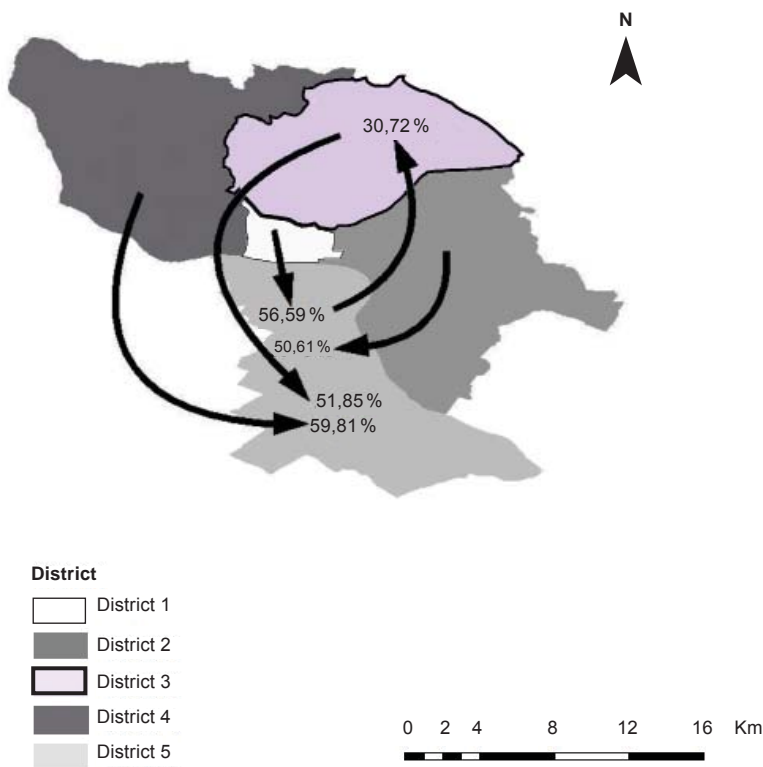 N
30,72 %
56,59 %
50,61 %
51,85 %
59,81 %
District
District 1
District 2
District 3
District 4
District 5
0 2 4 8 12 16 Km